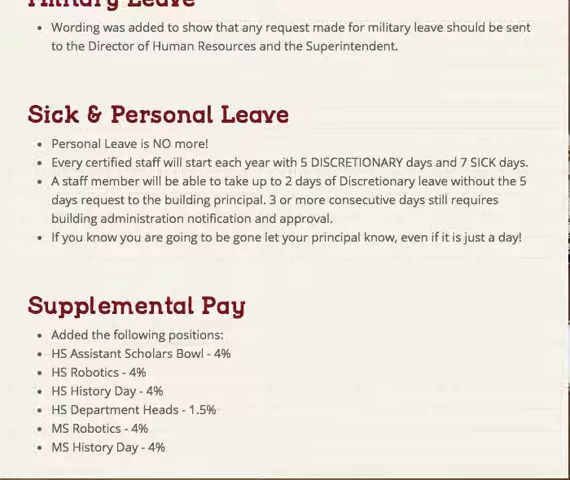 Military Leave
Wording was added to show that any request made for military leave should be sent
to the Director of Human Resources and the Superintendent.
Sick & Personal Leave
Personal Leave is NO more!
Every certified staff will start each year with 5 DISCRETIONARY days and 7 SICK days.
A staff member will be able to take up to 2 days of Discretionary leave without the 5
days request to the building principal. 3 or more consecutive days still requires
building administration notification and approval.
If you know you are going to be gone let your principal know, even if it is just a day!
Supplemental Pay
Added the following positions:
HS Assistant Scholars Bowl - 4%
HS Robotics - 4%
HS History Day - 4%
HS Department Heads - 1.5%
MS Robotics - 4%
MS History Day - 4%